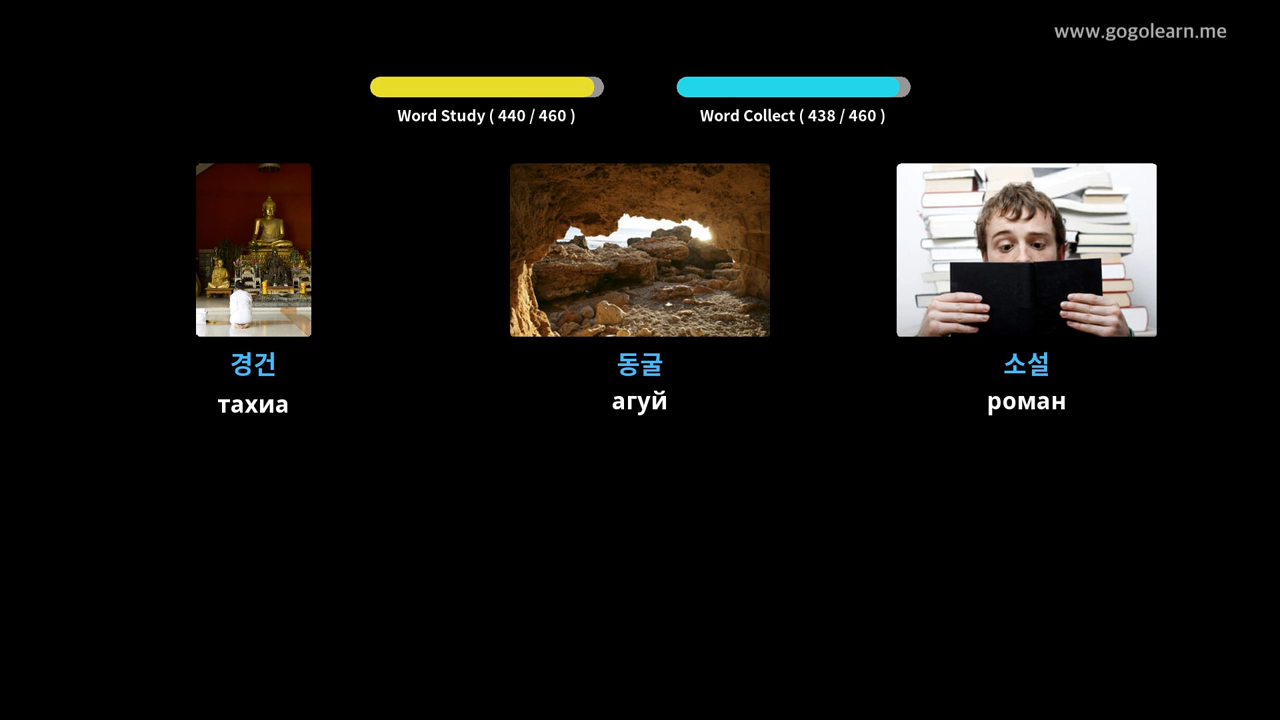 www.gogolearn.me
Word Study ( 440 / 460 )
Word Collect ( 438 / 460 )
경건
тахиа
동굴
агуй
소설
роман